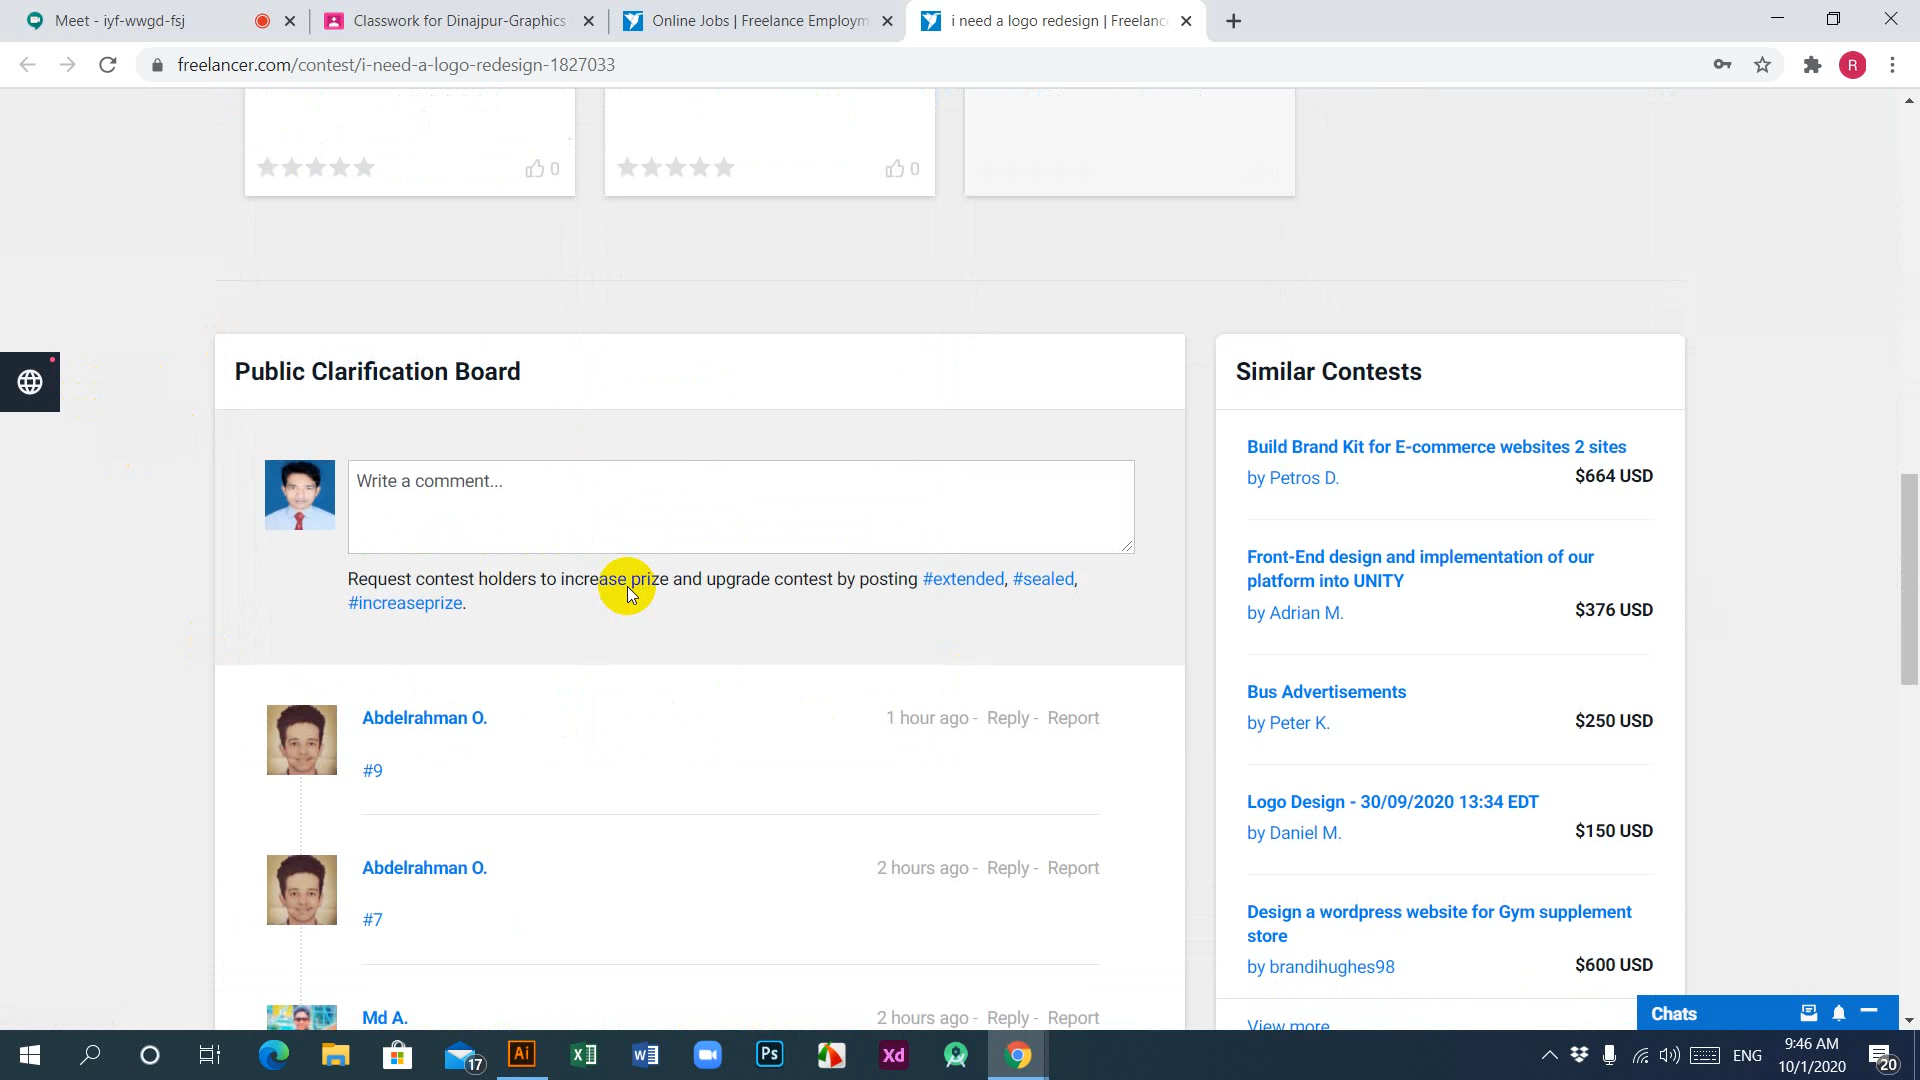 Meet - iyf-wwgd-fsj
Classwork for Dinajpur-Graphics
Online Jobs | Freelance Employm
i need a logo redesign | Freelanc
freelancer.com/contest/i-need-a-logo-redesign-1827033
R
0
0
Public Clarification Board
Write a comment...
Request contest holders to increase prize and upgrade contest by posting #extended, #sealed,
#increaseprize.
Abdelrahman O.
1 hour ago - Reply - Report
#9
Abdelrahman O.
2 hours ago - Reply - Report
#7
Md A.
2 hours ago - Reply - Report
Similar Contests
Build Brand Kit for E-commerce websites 2 sites
by Petros D.
$664 USD
Front-End design and implementation of our
platform into UNITY
by Adrian M.
$376 USD
Bus Advertisements
by Peter K.
$250 USD
Logo Design - 30/09/2020 13:34 EDT
by Daniel M.
$150 USD
Design a wordpress website for Gym supplement
store
by brandihughes98
$600 USD
View more
Chats
17
Ai
Ps
Xd
ENG
9:46 AM
10/1/2020
20